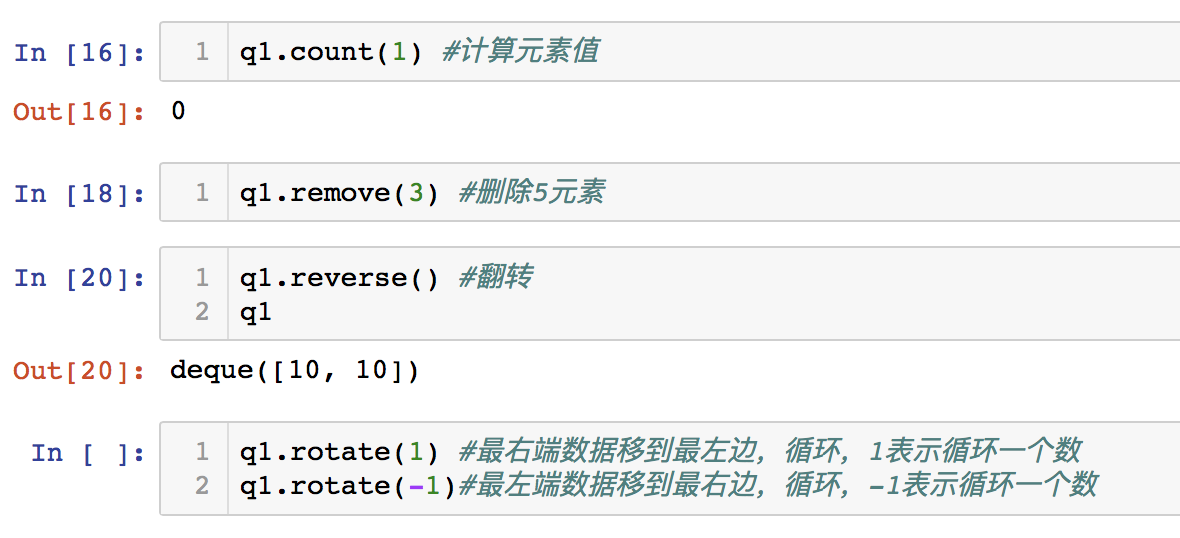 In [16]: 1 q1.count(1) #计算元素值
Out[16]: 0
In [18]: 1 q1.remove(3) #删除5元素
In [20]: 1 q1.reverse() #翻转
2 q1
Out[20]: deque([10, 10])
In [ ]: 1 q1.rotate(1) #最右端数据移到最左边，循环，1表示循环一个数
2 q1.rotate(-1)#最左端数据移到最右边，循环，-1表示循环一个数